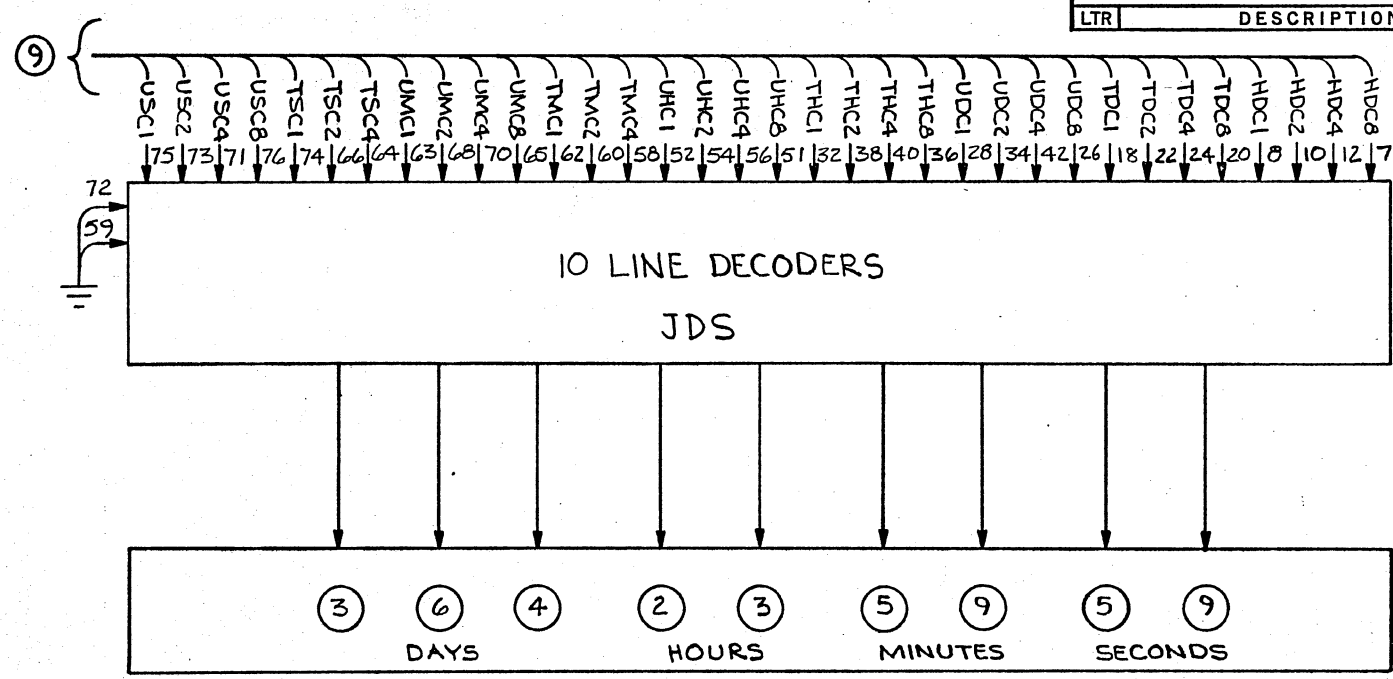 LTR DESCRIPTION
9
USC1 USC2 USC4 USC8 TSC1 TSC2 TSC4 UMC1 UMC2 UMC4 UMC8 TMC1 TMC2 TMC4 UHC1 UHC2 UHC4 UHC8 THC1 THC2 THC4 THC8 UDC1 UDC2 UDC4 UDC8 TDC1 TDC2 TDC4 TDC8 HDC1 HDC2 HDC4 HDC8
75 73 71 76 74 66 64 63 68 70 65 62 60 58 52 54 56 51 32 38 40 36 28 34 42 26 18 22 24 20 8 10 12 7
72
59
10 LINE DECODERS
JDS
3 6 4 2 3 5 9 5 9
DAYS HOURS MINUTES SECONDS